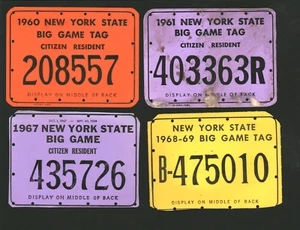 1960 NEW YORK STATE
BIG GAME TAG
CITIZEN RESIDENT
208557
DISPLAY ON MIDDLE OF BACK
1961 NEW YORK STATE
BIG GAME TAG
CITIZEN RESIDENT
403363R
DISPLAY ON MIDDLE OF BACK
1967 NEW YORK STATE
BIG GAME
CITIZEN RESIDENT
435726
DISPLAY ON MIDDLE OF BACK
NEW YORK STATE
1968-69 BIG GAME TAG
B-475010
DISPLAY ON MIDDLE OF BACK